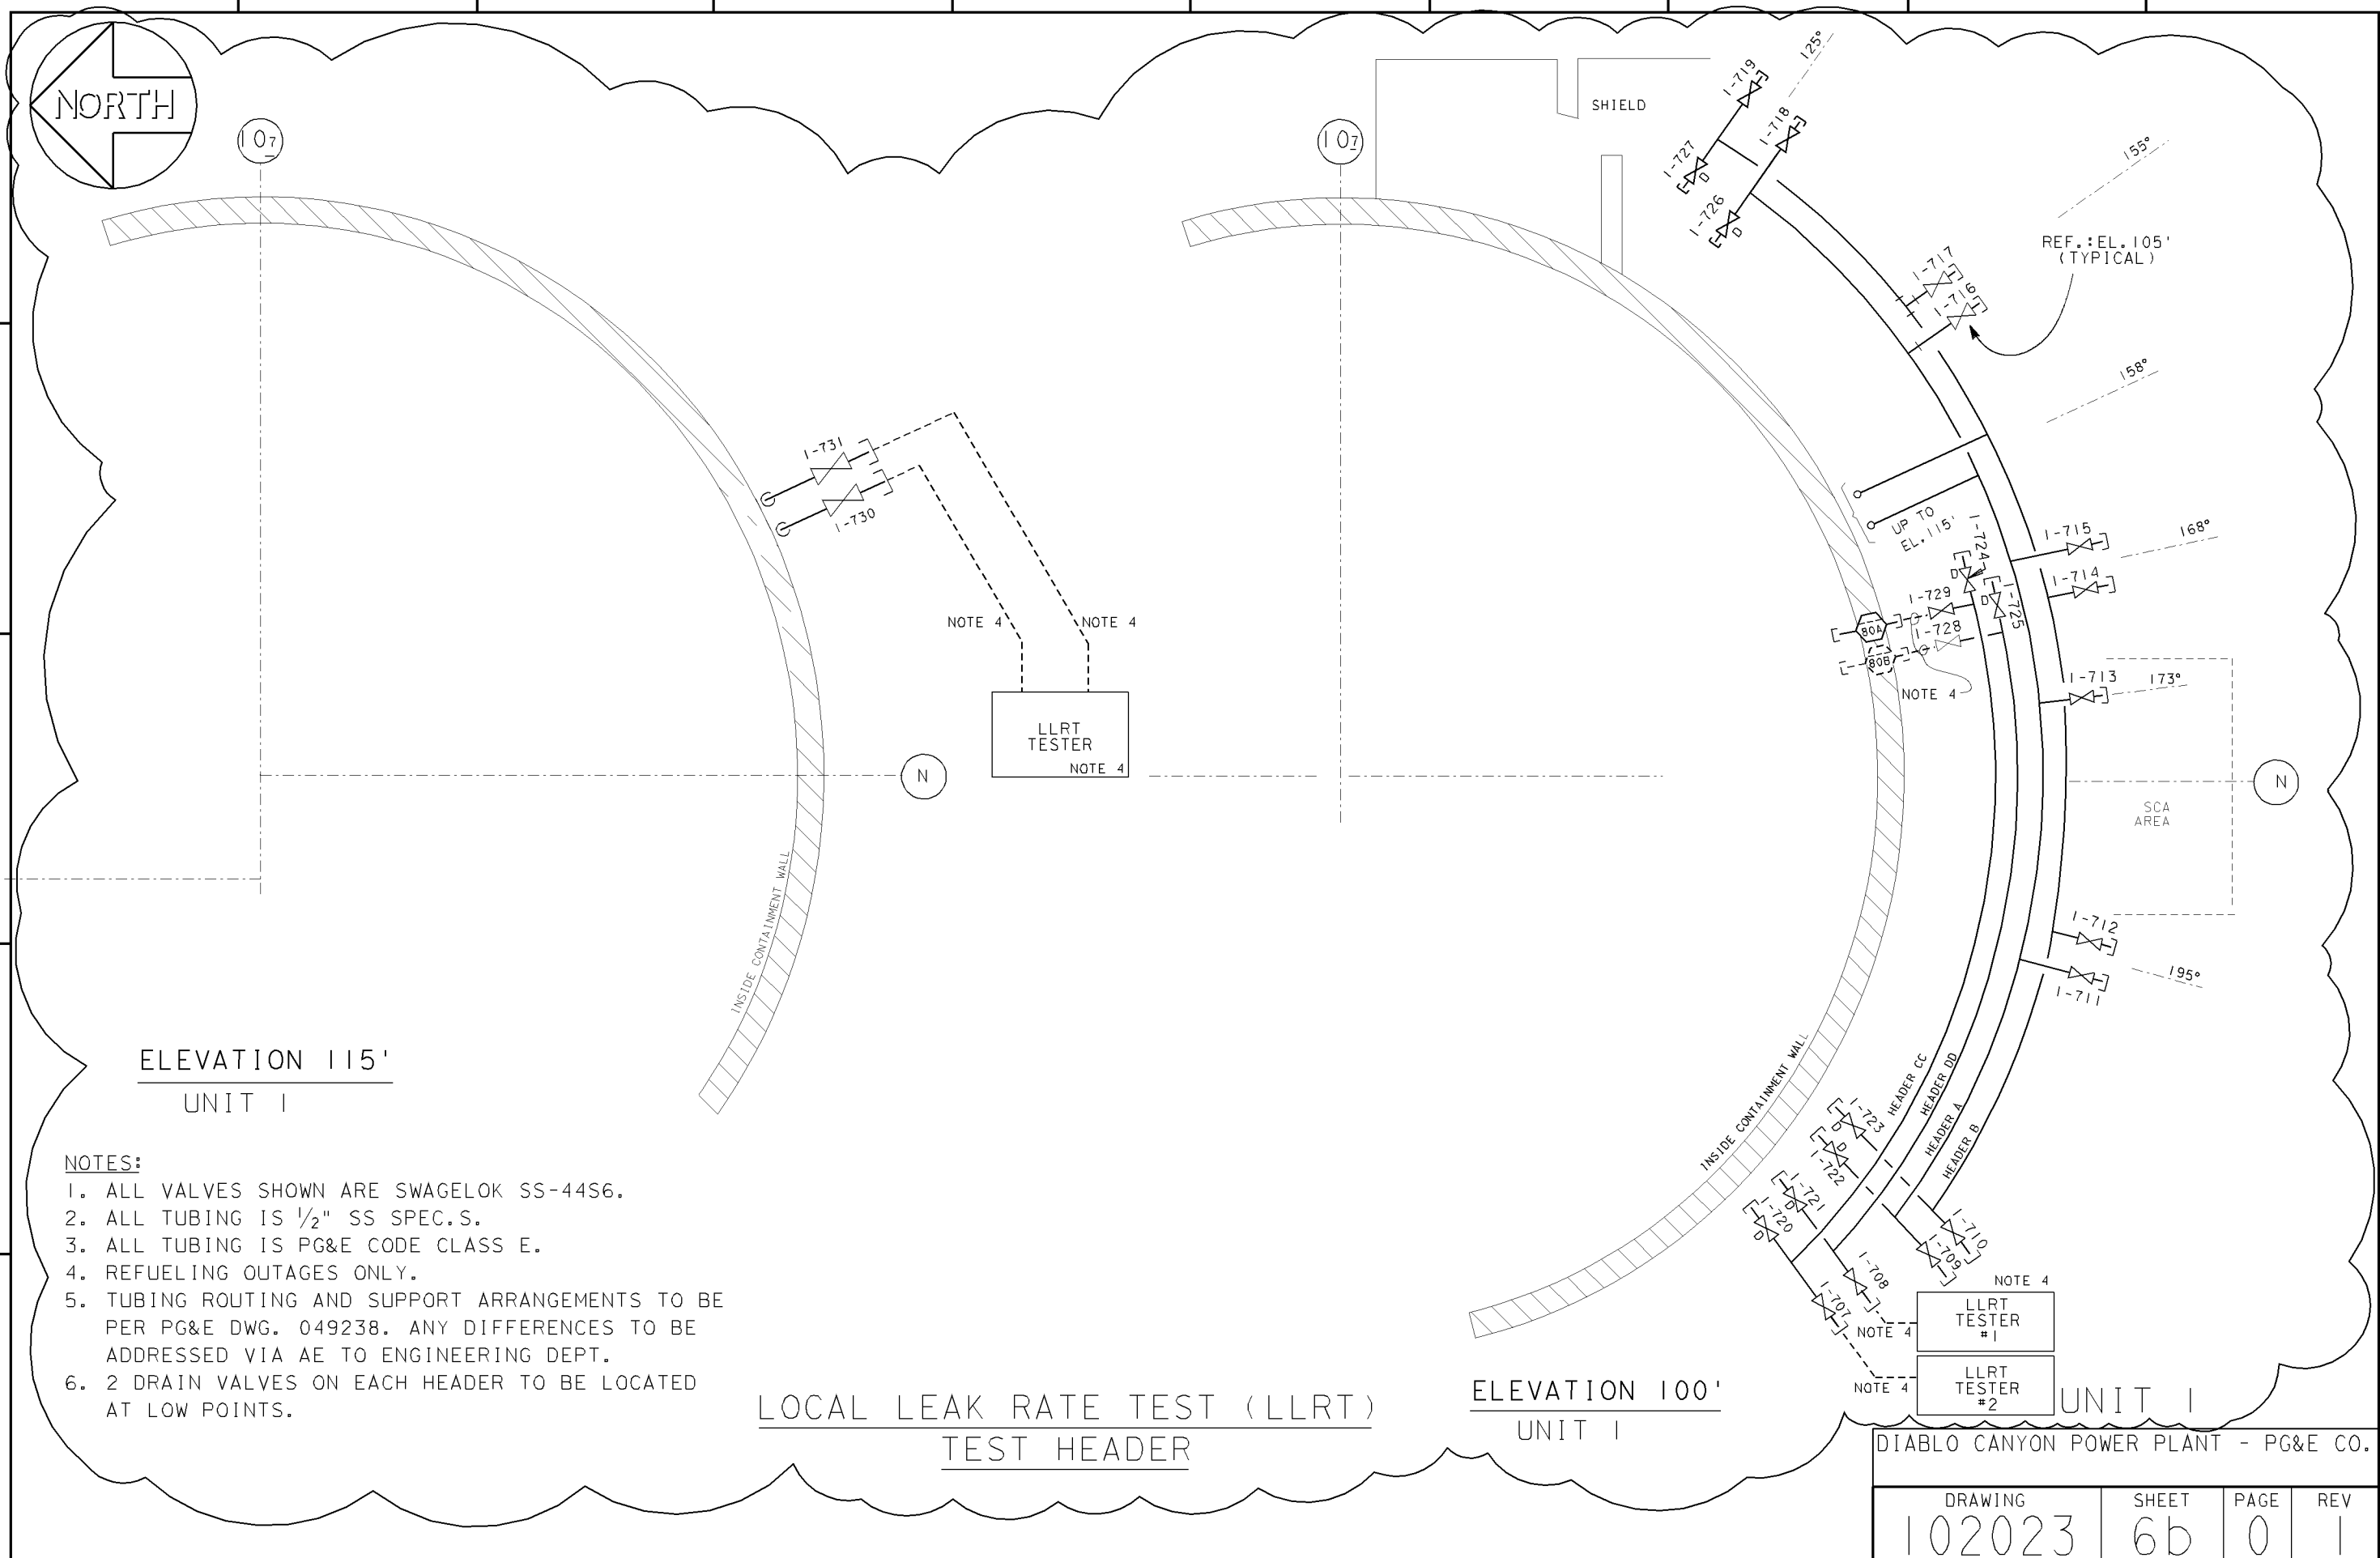 NORTH
10 7
10 7
SHIELD
125°
1-719
1-718
1-727
D
1-726
D
155°
REF.:EL.105'
(TYPICAL)
1-717
1-716
158°
1-731
1-730
UP TO
EL.115'
1-724
D
1-715
168°
1-714
1-729
D
1-725
80A
1-728
80B
NOTE 4
NOTE 4
NOTE 4
1-713
173°
LLRT
TESTER
NOTE 4
N
N
SCA
AREA
1-712
195°
1-711
INSIDE CONTAINMENT WALL
INSIDE CONTAINMENT WALL
HEADER CC
HEADER DD
HEADER A
HEADER B
1-723
D
D
1-722
1-721
D
1-720
D
1-710
1-709
1-708
1-707
NOTE 4
LLRT
TESTER
#1
NOTE 4
LLRT
TESTER
#2
NOTE 4
ELEVATION 115'
UNIT 1
NOTES:
1. ALL VALVES SHOWN ARE SWAGELOK SS-44S6.
2. ALL TUBING IS 1/2" SS SPEC.S.
3. ALL TUBING IS PG&E CODE CLASS E.
4. REFUELING OUTAGES ONLY.
5. TUBING ROUTING AND SUPPORT ARRANGEMENTS TO BE
PER PG&E DWG. 049238. ANY DIFFERENCES TO BE
ADDRESSED VIA AE TO ENGINEERING DEPT.
6. 2 DRAIN VALVES ON EACH HEADER TO BE LOCATED
AT LOW POINTS.
LOCAL LEAK RATE TEST (LLRT)
TEST HEADER
ELEVATION 100'
UNIT 1
UNIT 1
DIABLO CANYON POWER PLANT - PG&E CO.
DRAWING SHEET PAGE REV
102023 6b 0 1